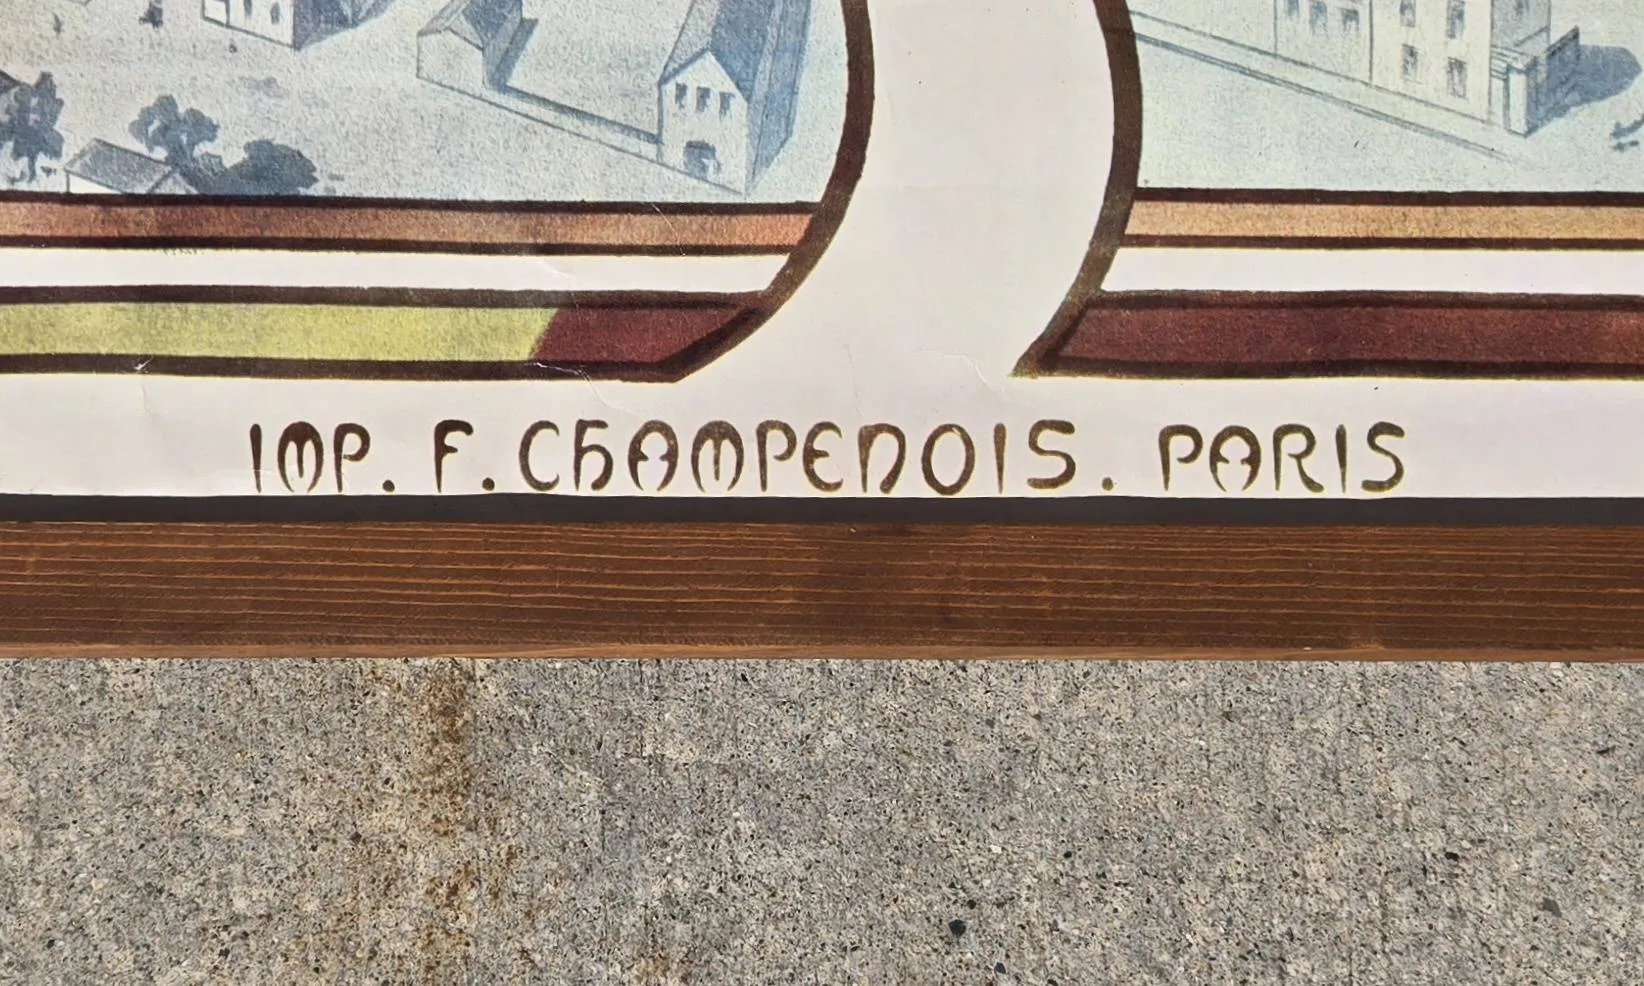 IMP. F. CHAMPENOIS. PARIS